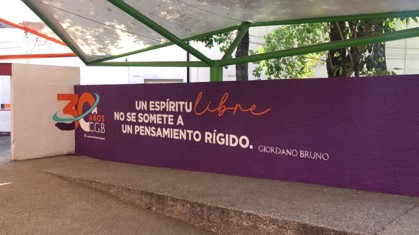 30
AÑOS
CGB
UN ESPÍRITU libre
NO SE SOMETE A
UN PENSAMIENTO RÍGIDO.
GIORDANO BRUNO